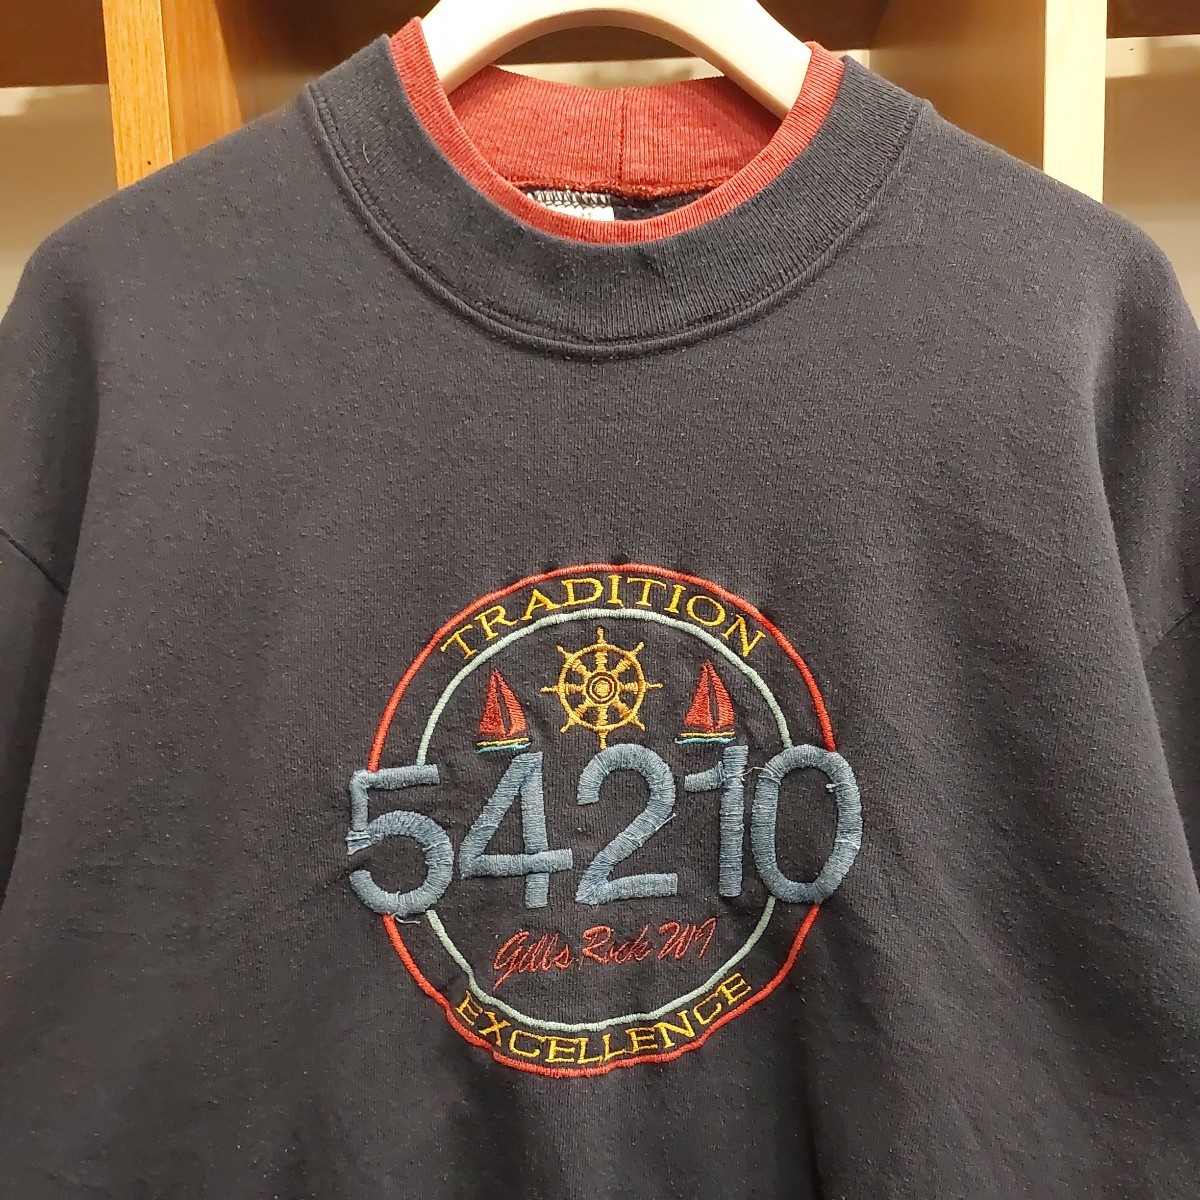 TRADITION
54210
Gills Rock WI
EXCELLENCE